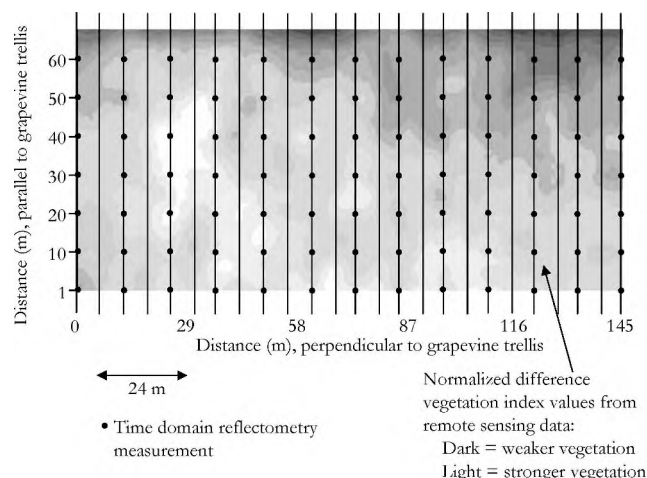 Distance (m), parallel to grapevine trellis
60
50
40
30
20
10
1
0 29 58 87 116 145
Distance (m), perpendicular to grapevine trellis
24 m
• Time domain reflectometry
measurement
Normalized difference
vegetation index values from
remote sensing data:
Dark = weaker vegetation
Light = stronger vegetation